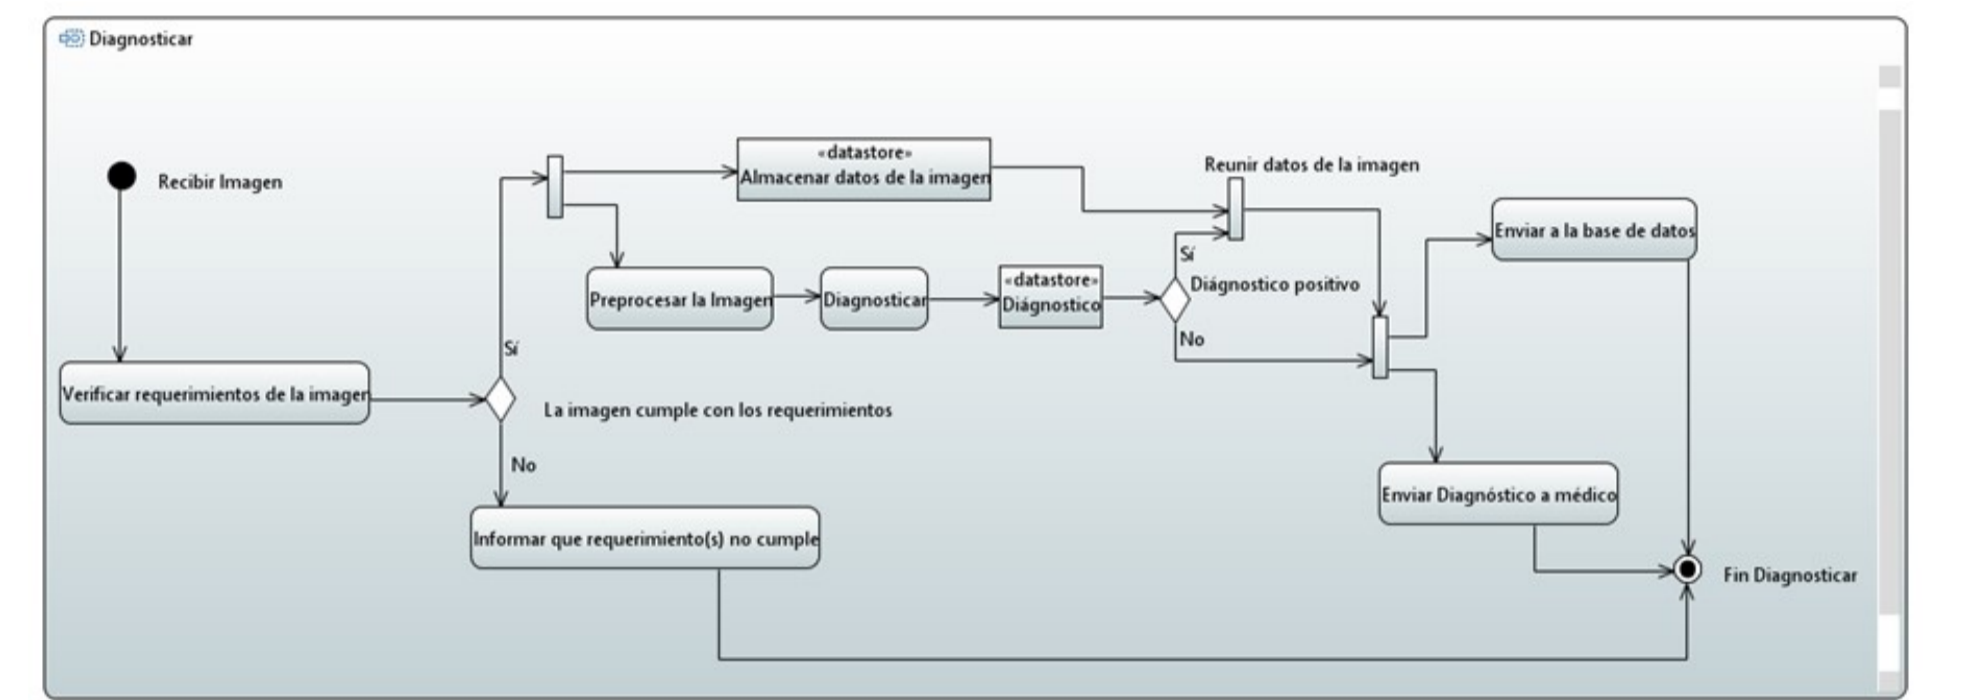 Diagnosticar
Recibir Imagen
«datastore»
Almacenar datos de la imagen
Reunir datos de la imagen
Enviar a la base de datos
Sí
Diágnostico positivo
Preprocesar la Imagen
Diagnosticar
«datastore»
Diágnostico
No
Sí
Verificar requerimientos de la imagen
La imagen cumple con los requerimientos
No
Enviar Diagnóstico a médico
Informar que requerimiento(s) no cumple
Fin Diagnosticar